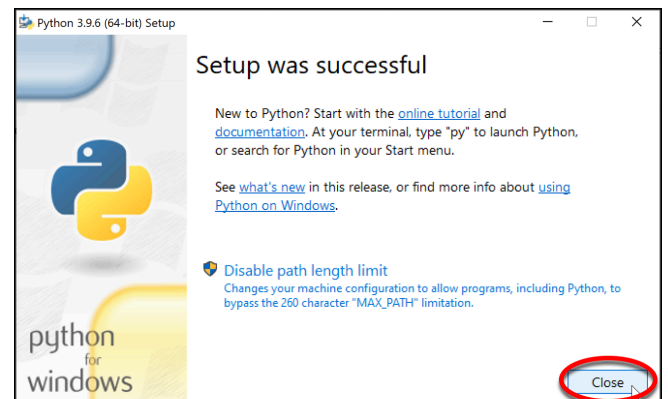 Python 3.9.6 (64-bit) Setup
Setup was successful
New to Python? Start with the online tutorial and
documentation. At your terminal, type "py" to launch Python,
or search for Python in your Start menu.
See what's new in this release, or find more info about using
Python on Windows.
Disable path length limit
Changes your machine configuration to allow programs, including Python, to
bypass the 260 character "MAX_PATH" limitation.
python
for
windows
Close